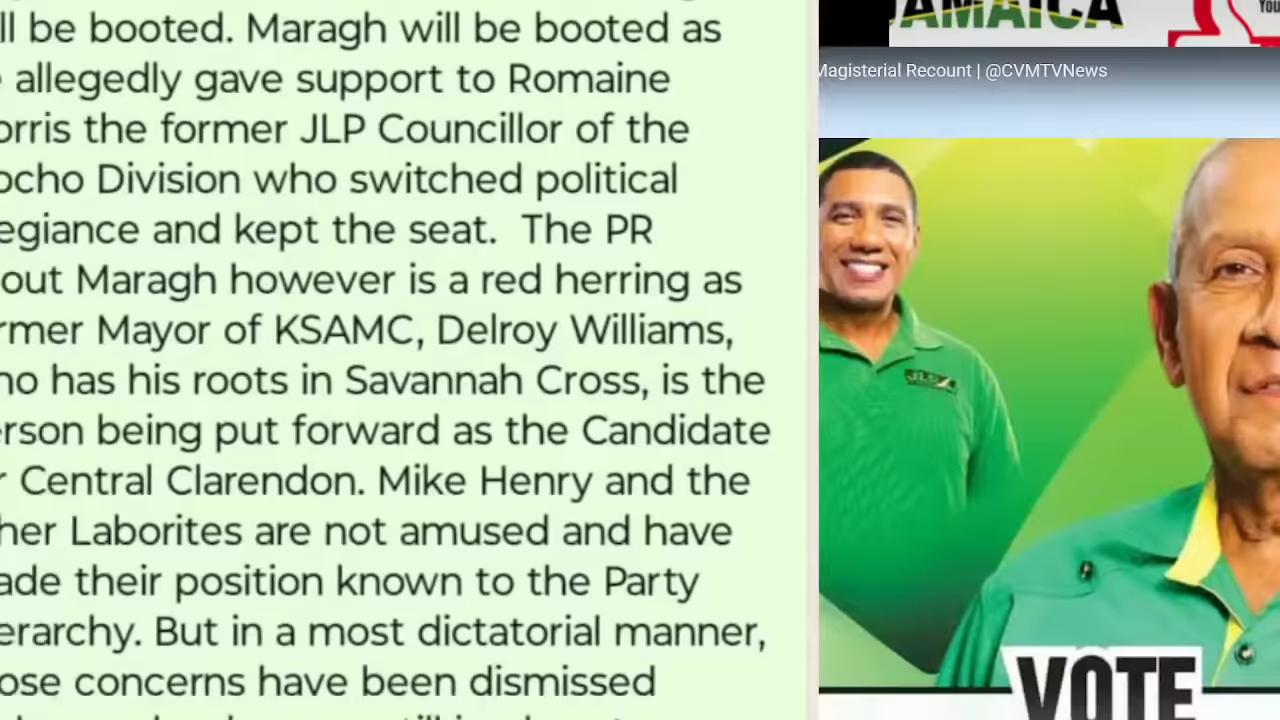 ll be booted. Maragh will be booted as
allegedly gave support to Romaine
orris the former JLP Councillor of the
ocho Division who switched political
egiance and kept the seat. The PR
out Maragh however is a red herring as
rmer Mayor of KSAMC, Delroy Williams,
ho has his roots in Savannah Cross, is the
erson being put forward as the Candidate
r Central Clarendon. Mike Henry and the
her Laborites are not amused and have
ade their position known to the Party
erarchy. But in a most dictatorial manner,
ose concerns have been dismissed
JAMAICA
You
Magisterial Recount | @CVMTVNews
JLP
VOTE